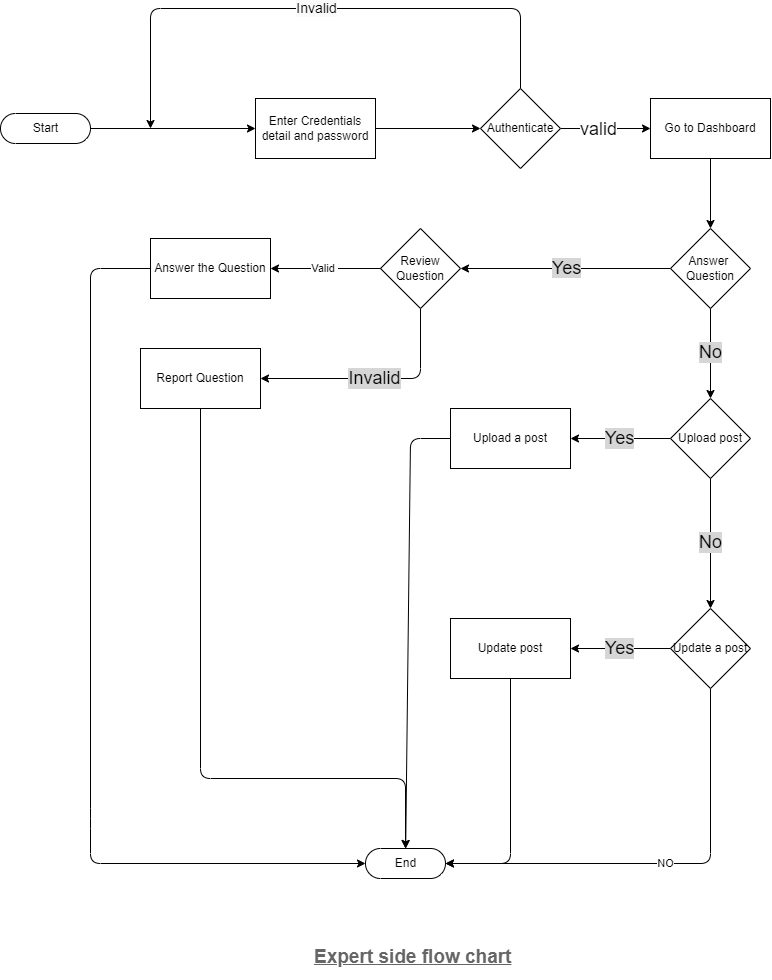 Invalid
Start
Enter Credentials
detail and password
Authenticate
valid
Go to Dashboard
Answer the Question
Valid
Review
Question
Yes
Answer
Question
No
Report Question
Invalid
Upload a post
Yes
Upload post
No
Update post
Yes
Update a post
End
NO
Expert side flow chart